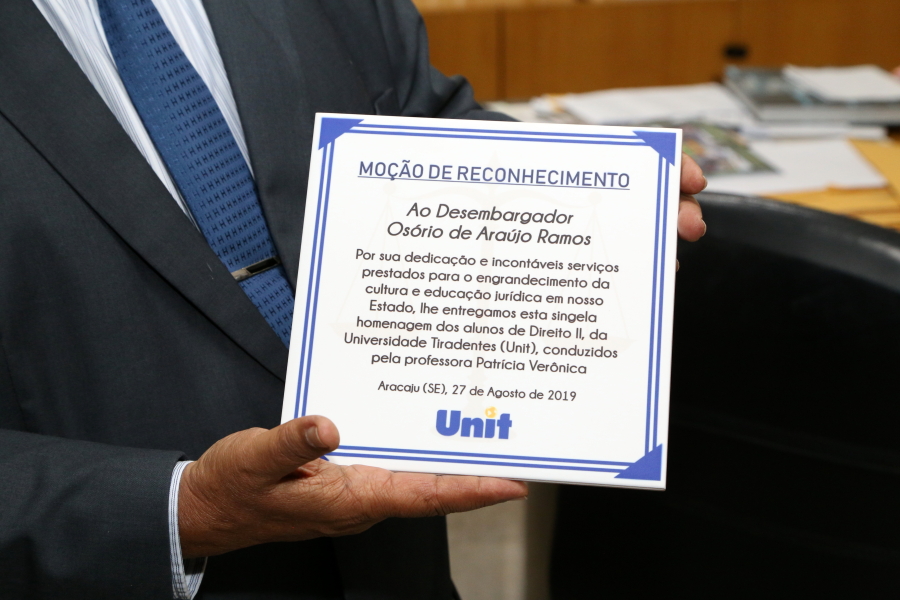 MOÇÃO DE RECONHECIMENTO
Ao Desembargador
Osório de Araújo Ramos
Por sua dedicação e incontáveis serviços
prestados para o engrandecimento da
cultura e educação jurídica em nosso
Estado, lhe entregamos esta singela
homenagem dos alunos de Direito II, da
Universidade Tiradentes (Unit), conduzidos
pela professora Patrícia Verônica
Aracaju (SE), 27 de Agosto de 2019
Unit